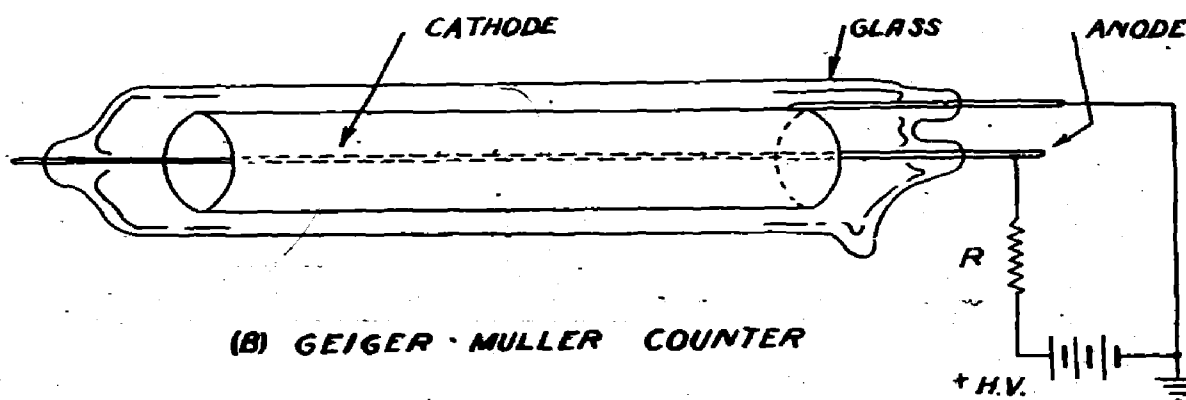 CATHODE
GLASS
ANODE
R
(B) GEIGER - MULLER COUNTER
+ H.V.